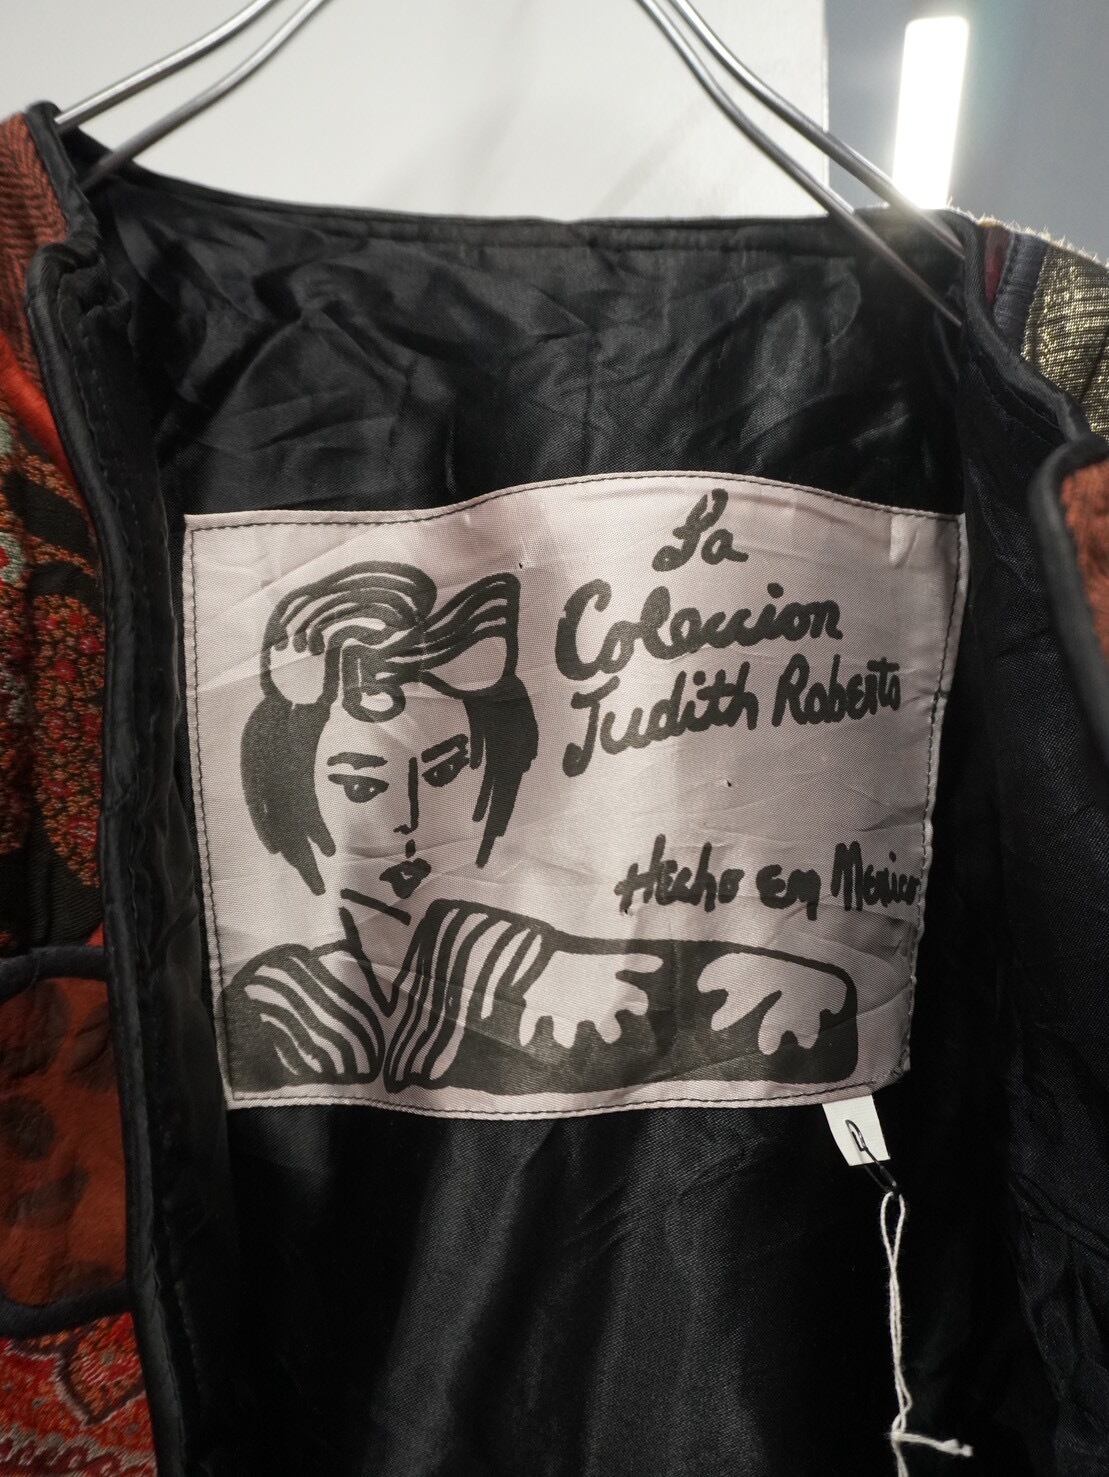 La
Coleccion
Judith Roberts
Hecho En Mexico